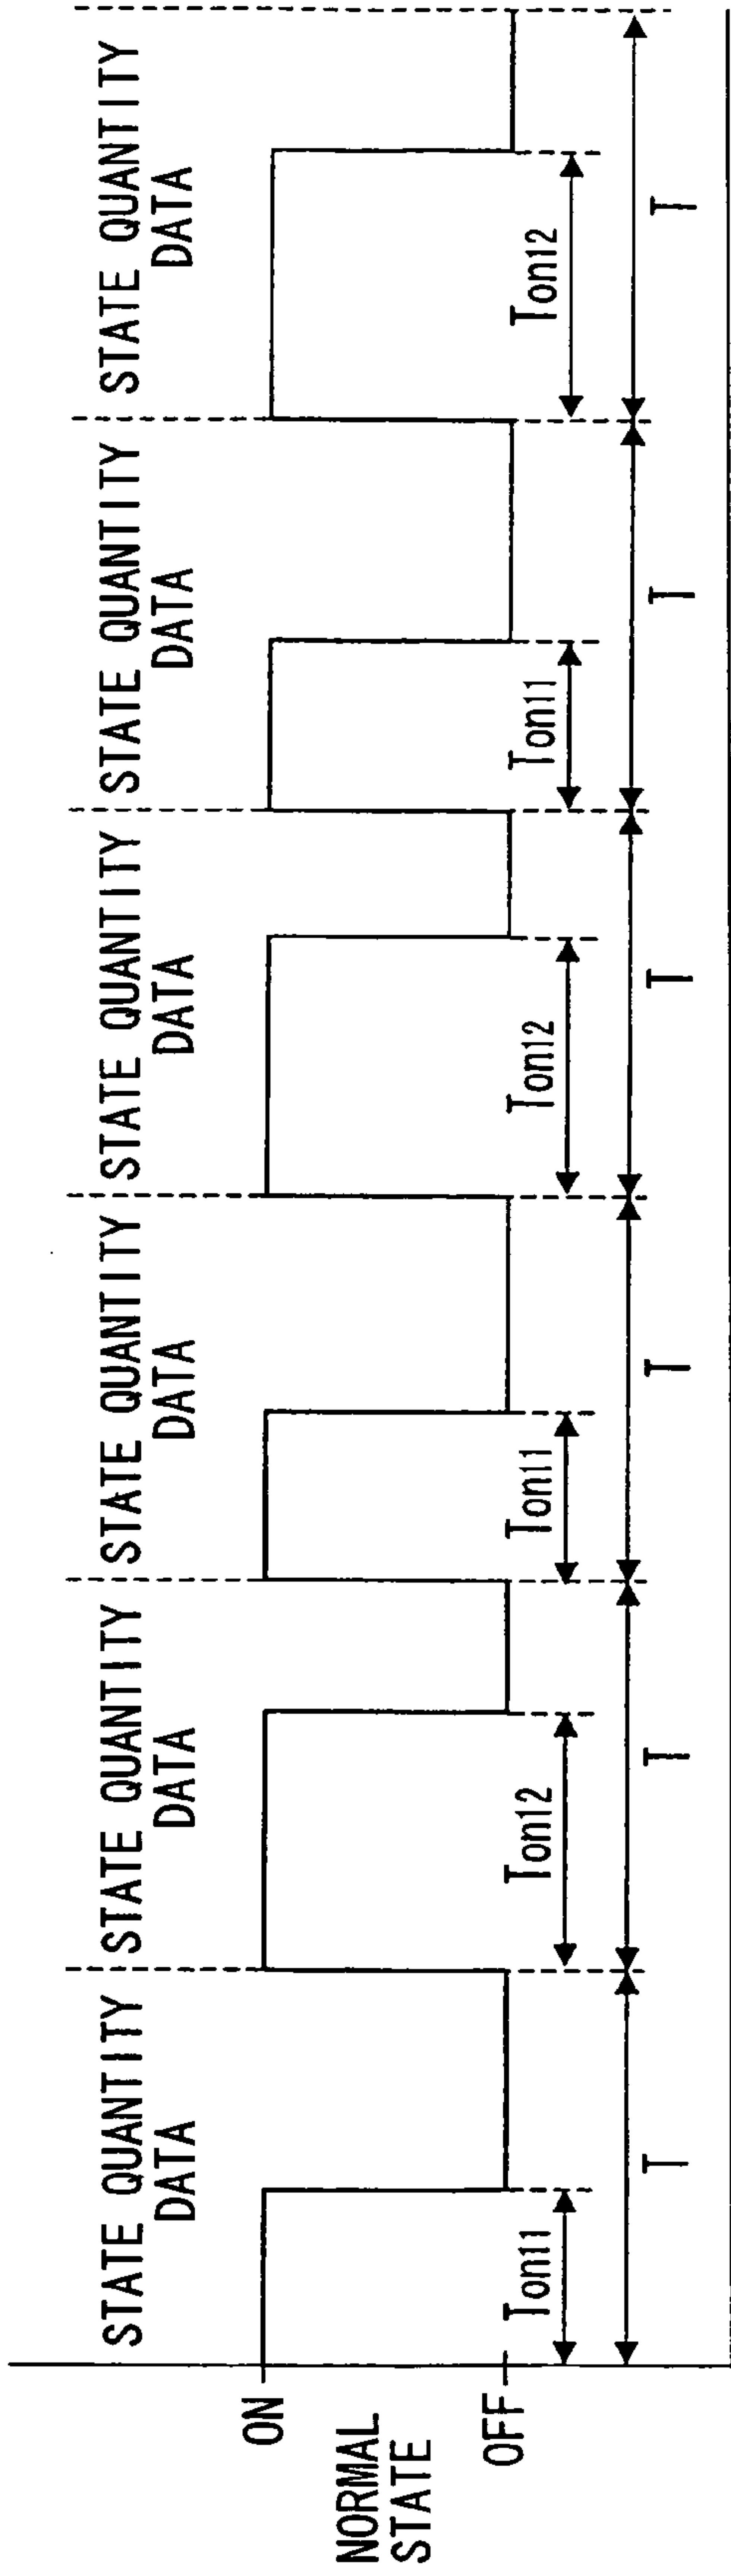 STATE QUANTITY
DATA
STATE QUANTITY
DATA
STATE QUANTITY
DATA
STATE QUANTITY
DATA
STATE QUANTITY
DATA
STATE QUANTITY
DATA
ON
NORMAL
STATE
OFF
Ton11
Ton12
Ton11
Ton12
Ton11
Ton12
T
T
T
T
T
T